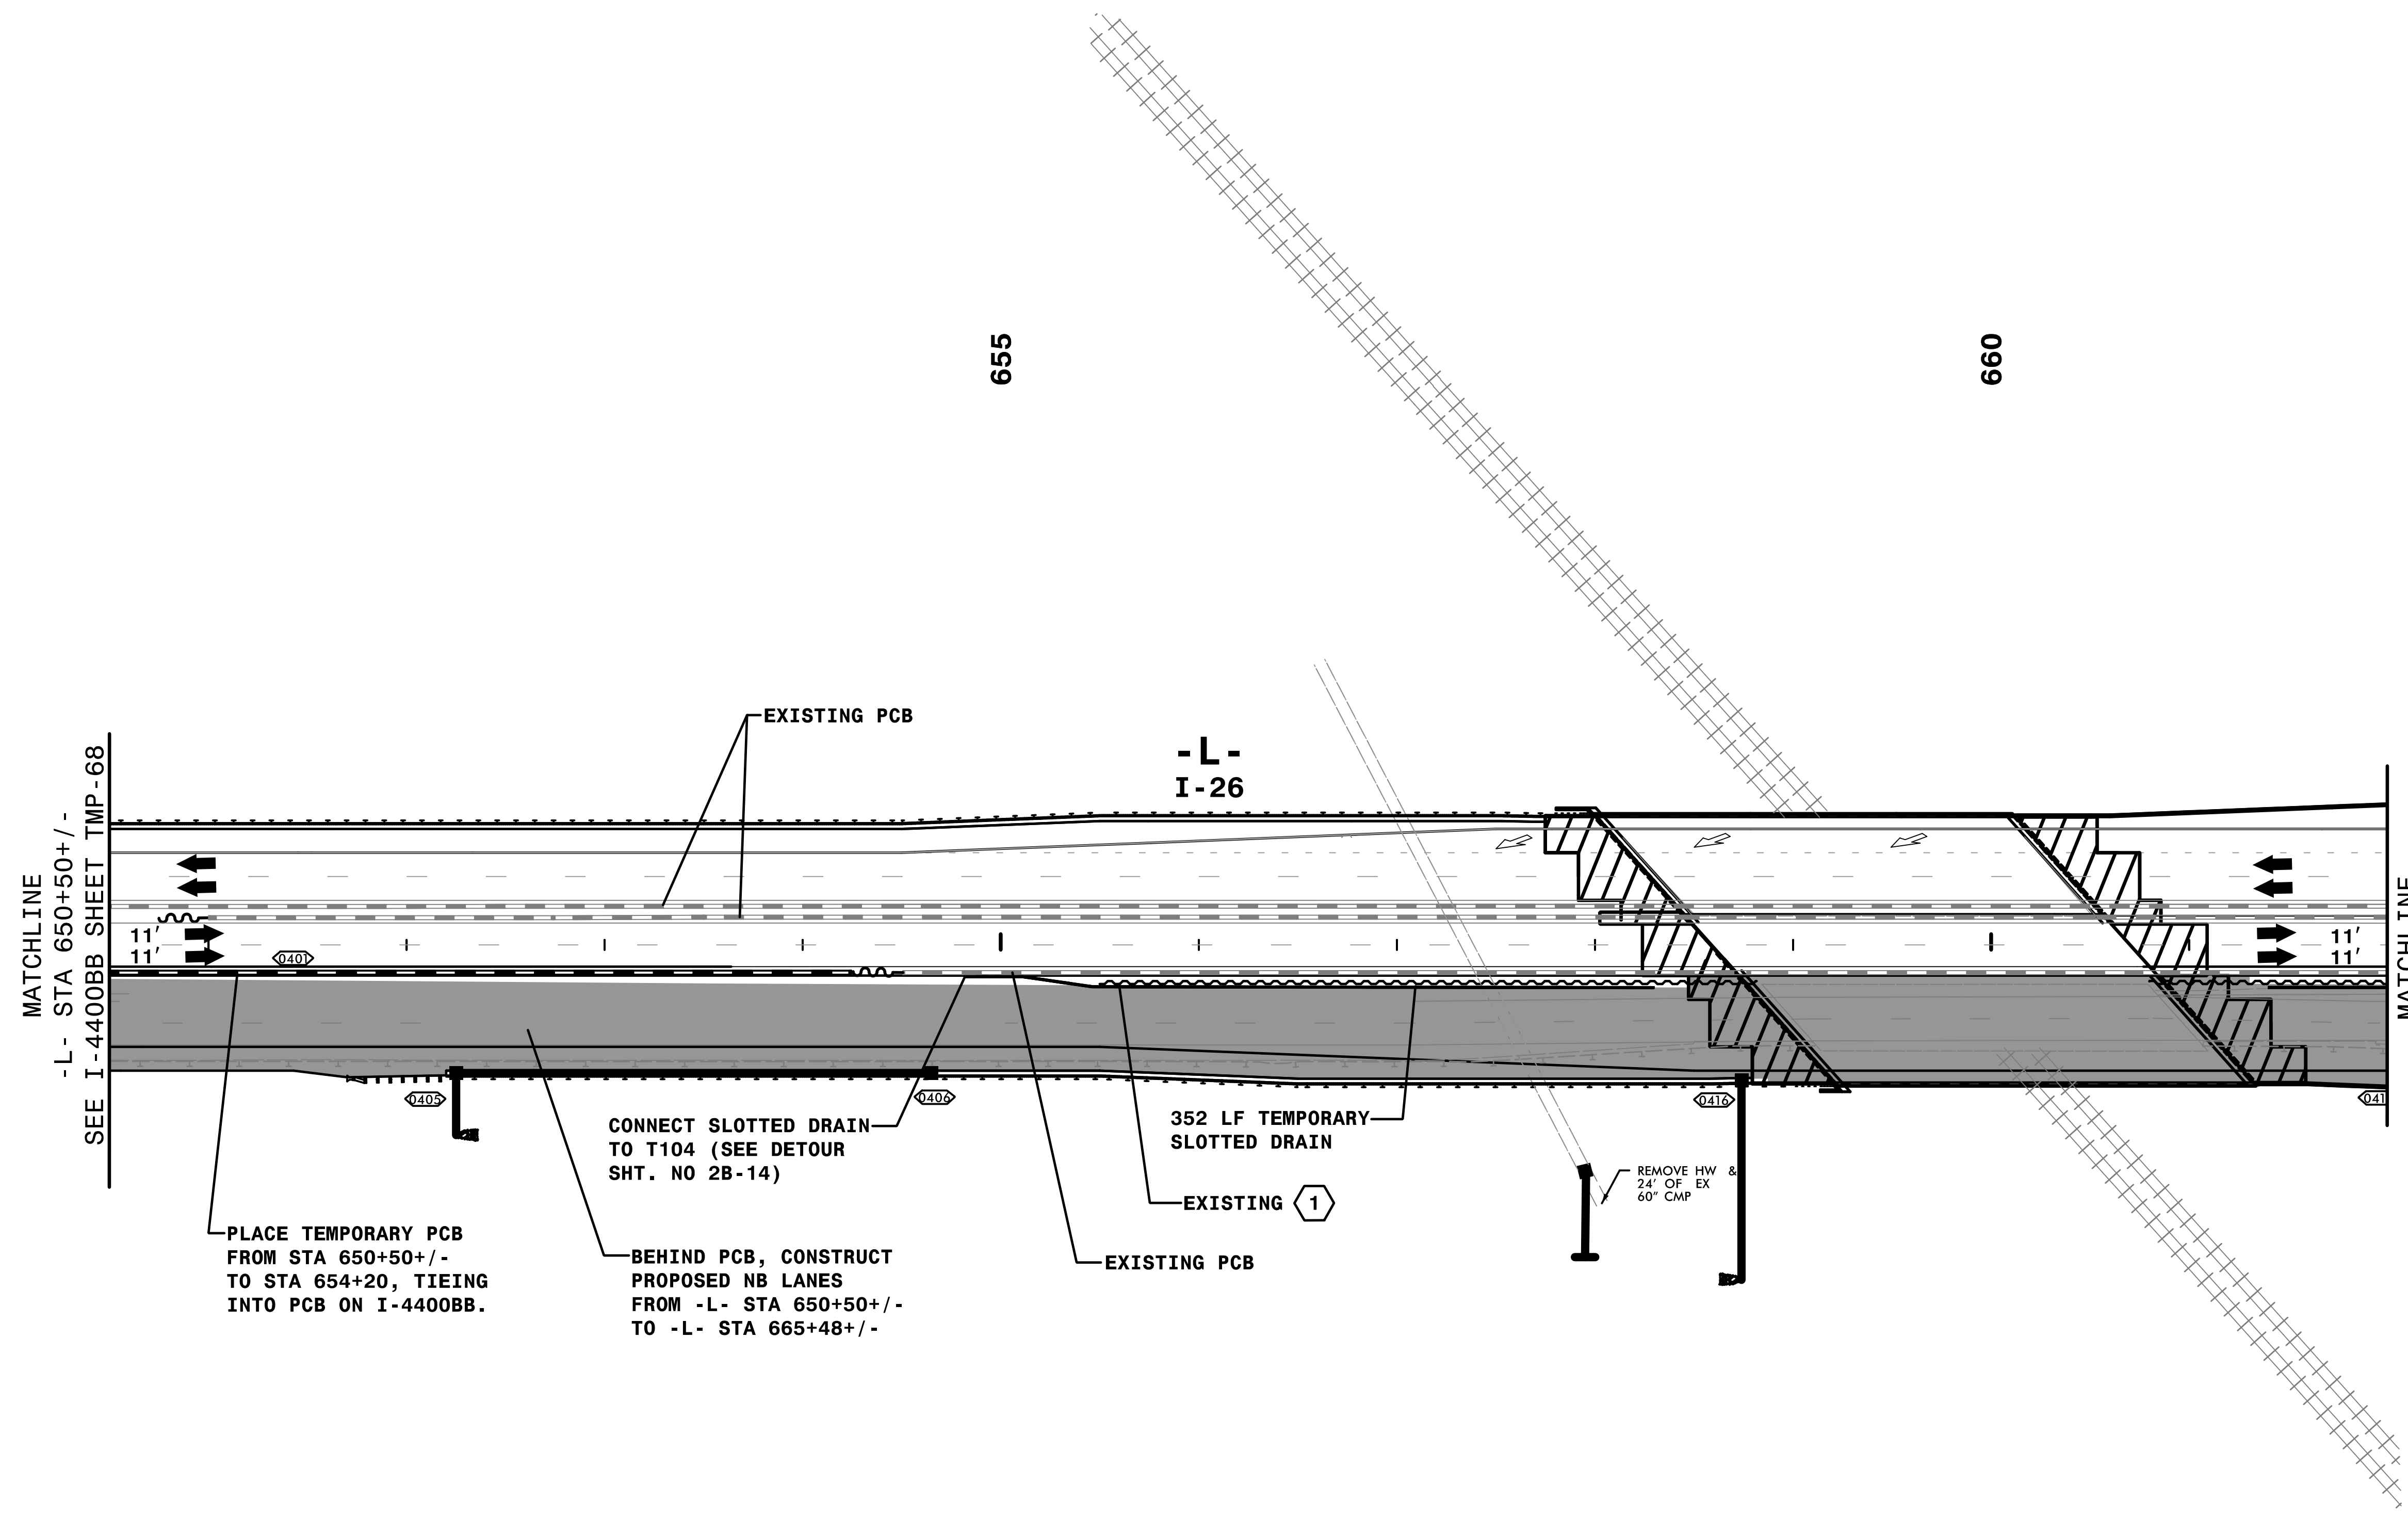 655
660
EXISTING PCB
-L-
I-26
MATCHLINE
-L- STA 650+50+/-
SEE I-4400BB SHEET TMP-68
11'
11'
0401
11'
11'
MATCHLINE
0405
0406
0416
CONNECT SLOTTED DRAIN
TO T104 (SEE DETOUR
SHT. NO 2B-14)
352 LF TEMPORARY
SLOTTED DRAIN
EXISTING 1
REMOVE HW &
24' OF EX
60" CMP
PLACE TEMPORARY PCB
FROM STA 650+50+/-
TO STA 654+20, TIEING
INTO PCB ON I-4400BB.
BEHIND PCB, CONSTRUCT
PROPOSED NB LANES
FROM -L- STA 650+50+/-
TO -L- STA 665+48+/-
EXISTING PCB